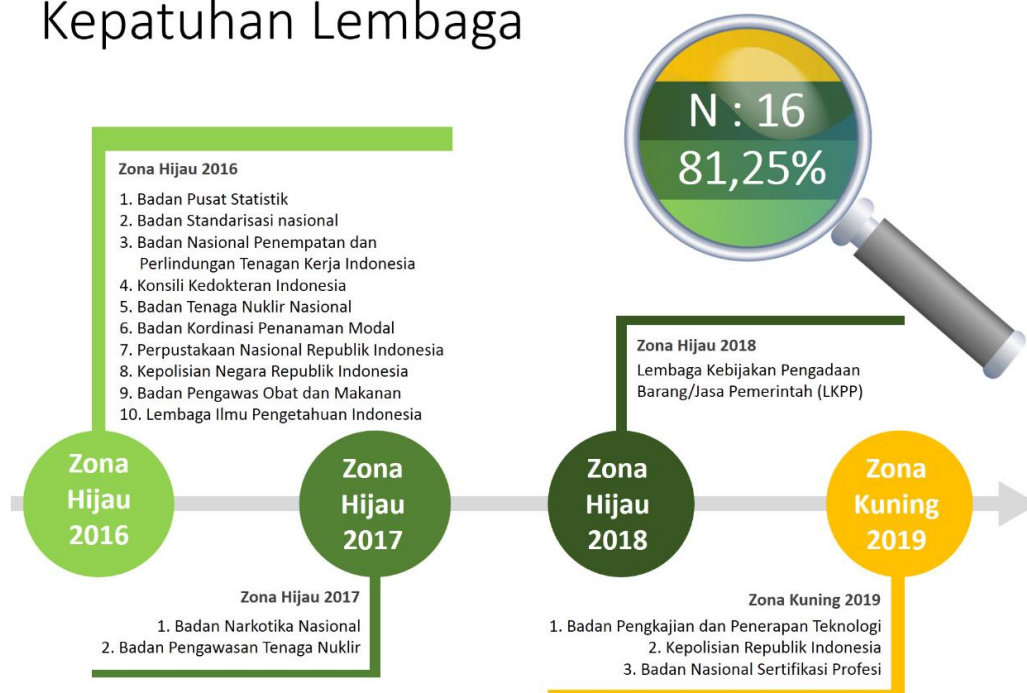 Kepatuhan Lembaga
N : 16
81,25%
Zona Hijau 2016
1. Badan Pusat Statistik
2. Badan Standarisasi nasional
3. Badan Nasional Penempatan dan
Perlindungan Tenagan Kerja Indonesia
4. Konsili Kedokteran Indonesia
5. Badan Tenaga Nuklir Nasional
6. Badan Kordinasi Penanaman Modal
7. Perpustakaan Nasional Republik Indonesia
8. Kepolisian Negara Republik Indonesia
9. Badan Pengawas Obat dan Makanan
10. Lembaga Ilmu Pengetahuan Indonesia
Zona Hijau 2018
Lembaga Kebijakan Pengadaan
Barang/Jasa Pemerintah (LKPP)
Zona
Hijau
2016
Zona
Hijau
2017
Zona
Hijau
2018
Zona
Kuning
2019
Zona Hijau 2017
1. Badan Narkotika Nasional
2. Badan Pengawasan Tenaga Nuklir
Zona Kuning 2019
1. Badan Pengkajian dan Penerapan Teknologi
2. Kepolisian Republik Indonesia
3. Badan Nasional Sertifikasi Profesi